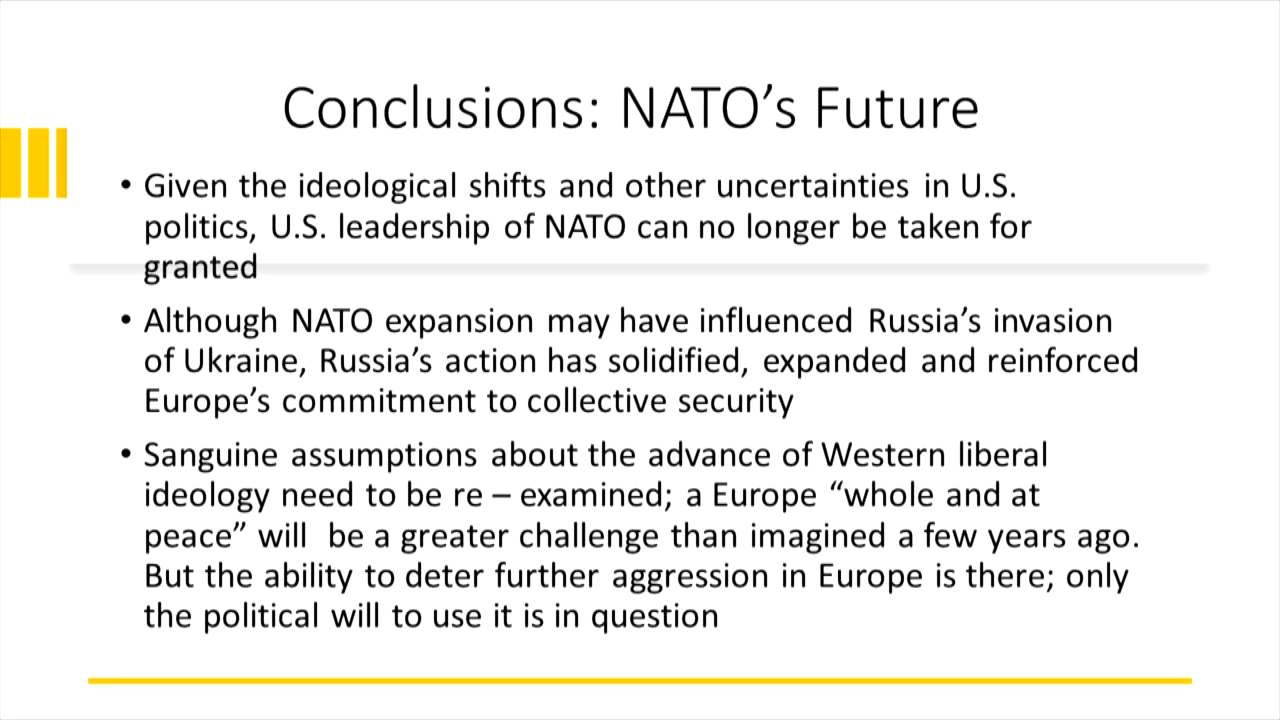 Conclusions: NATO’s Future
• Given the ideological shifts and other uncertainties in U.S.
politics, U.S. leadership of NATO can no longer be taken for
granted
• Although NATO expansion may have influenced Russia’s invasion
of Ukraine, Russia’s action has solidified, expanded and reinforced
Europe’s commitment to collective security
• Sanguine assumptions about the advance of Western liberal
ideology need to be re – examined; a Europe “whole and at
peace” will be a greater challenge than imagined a few years ago.
But the ability to deter further aggression in Europe is there; only
the political will to use it is in question